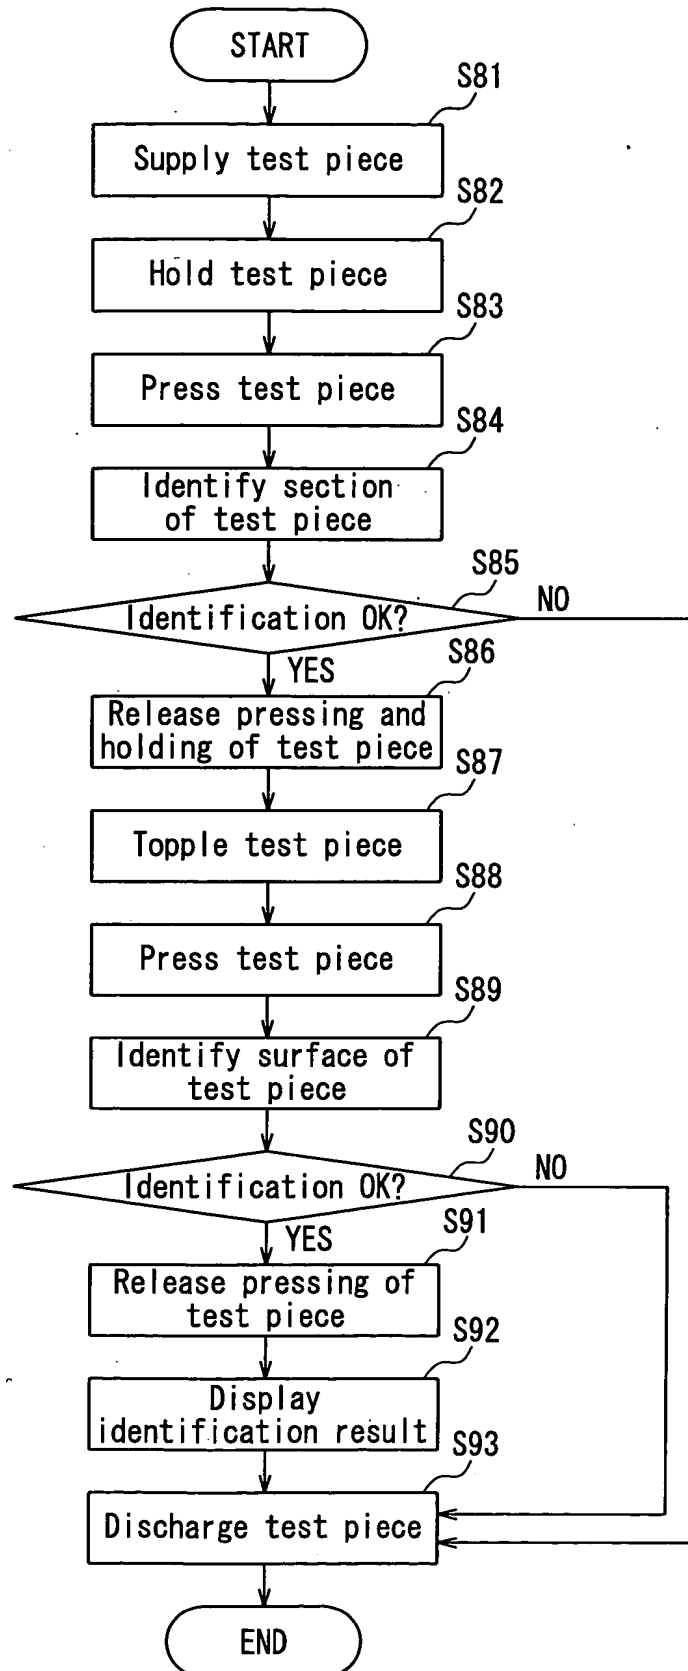 START
S81
Supply test piece
S82
Hold test piece
S83
Press test piece
S84
Identify section
of test piece
S85
Identification OK?
NO
YES
S86
Release pressing and
holding of test piece
S87
Topple test piece
S88
Press test piece
S89
Identify surface of
test piece
S90
Identification OK?
NO
YES
S91
Release pressing of
test piece
S92
Display
identification result
S93
Discharge test piece
END